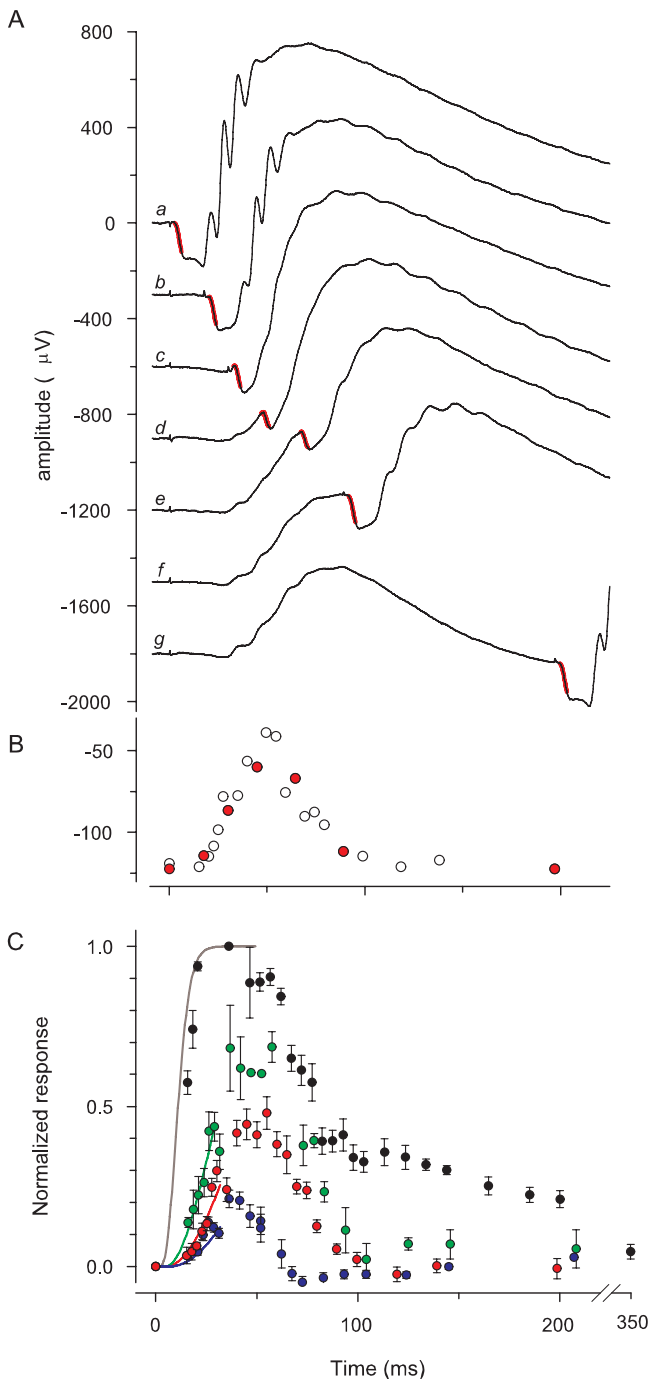 A
800
400
0
-400
-800
-1200
-1600
-2000
amplitude ( μV)
a
b
c
d
e
f
g
B
-50
-100
C
1.0
0.5
0.0
Normalized response
0
100
200
350
Time (ms)